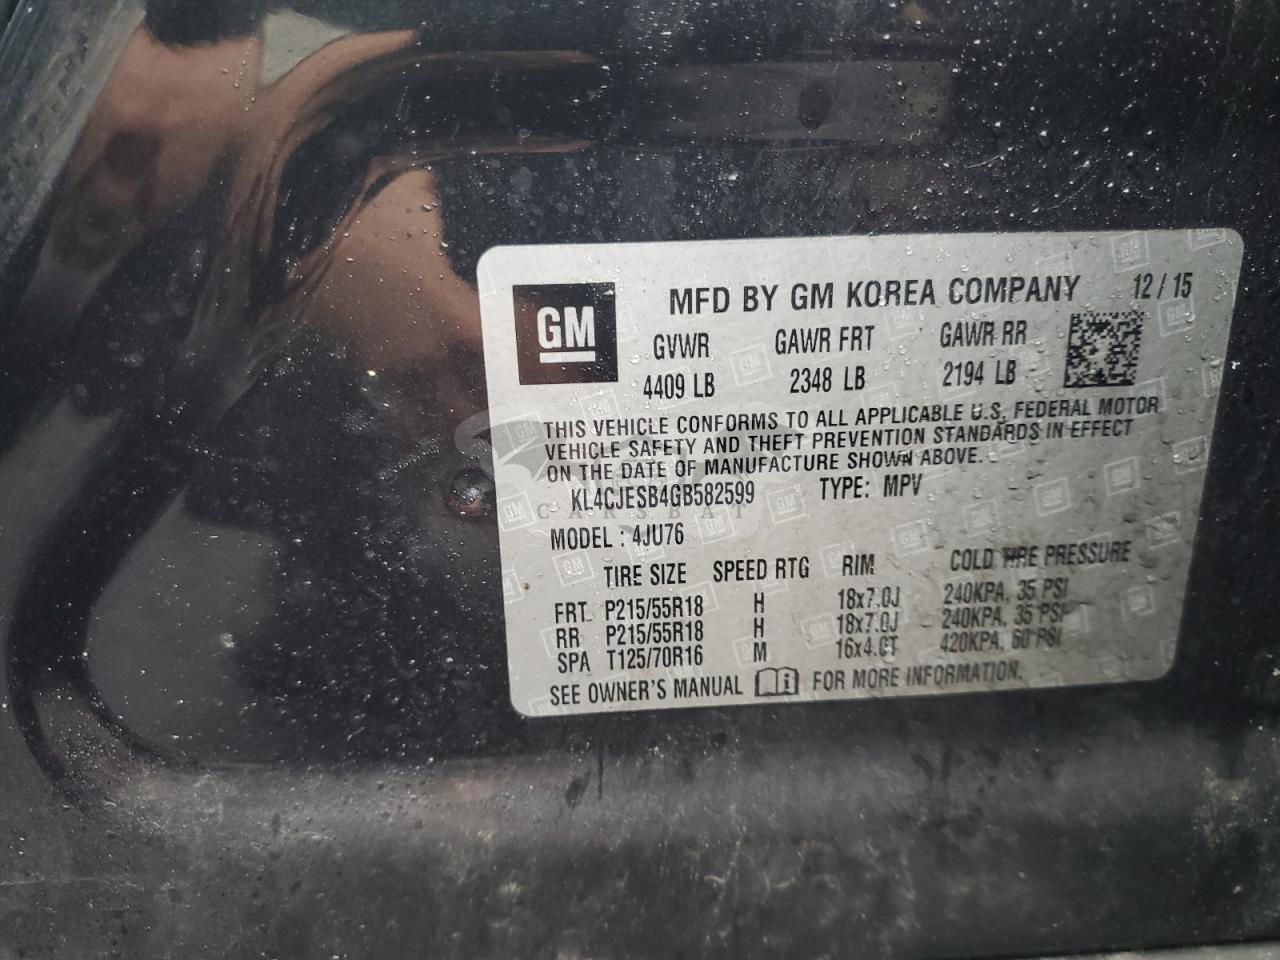 GM
MFD BY GM KOREA COMPANY 12 / 15
GVWR GAWR FRT GAWR RR
4409 LB 2348 LB 2194 LB
THIS VEHICLE CONFORMS TO ALL APPLICABLE U.S. FEDERAL MOTOR
VEHICLE SAFETY AND THEFT PREVENTION STANDARDS IN EFFECT
ON THE DATE OF MANUFACTURE SHOWN ABOVE.
KL4CJESB4GB582599 TYPE: MPV
CARSBAT
MODEL : 4JU76
TIRE SIZE SPEED RTG RIM COLD TIRE PRESSURE
FRT P215/55R18 H 18x7.0J 240KPA, 35 PSI
RR P215/55R18 H 18x7.0J 240KPA, 35 PSI
SPA T125/70R16 M 16x4.0T 420KPA, 60 PSI
SEE OWNER'S MANUAL i FOR MORE INFORMATION.